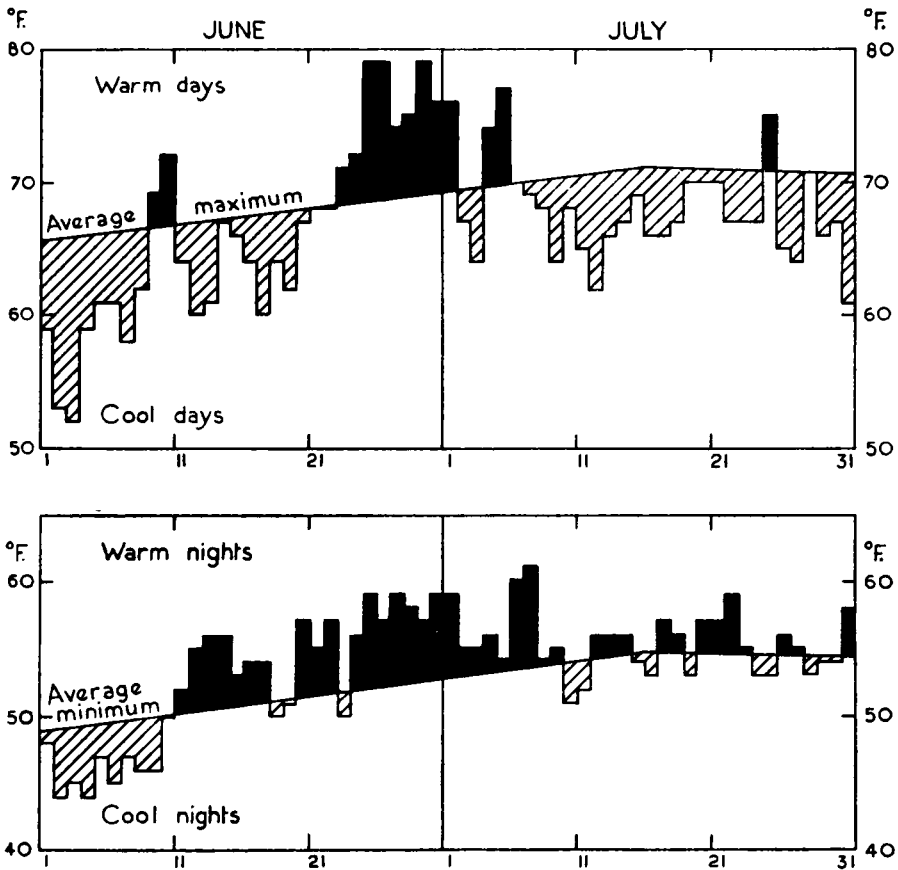 °F. JUNE JULY °F.
80 80
Warm days
70 Average maximum 70
60 60
Cool days
50 50
1 11 21 1 11 21 31
°F. Warm nights °F.
60 60
Average
minimum
50 50
Cool nights
40 40
1 11 21 1 11 21 31